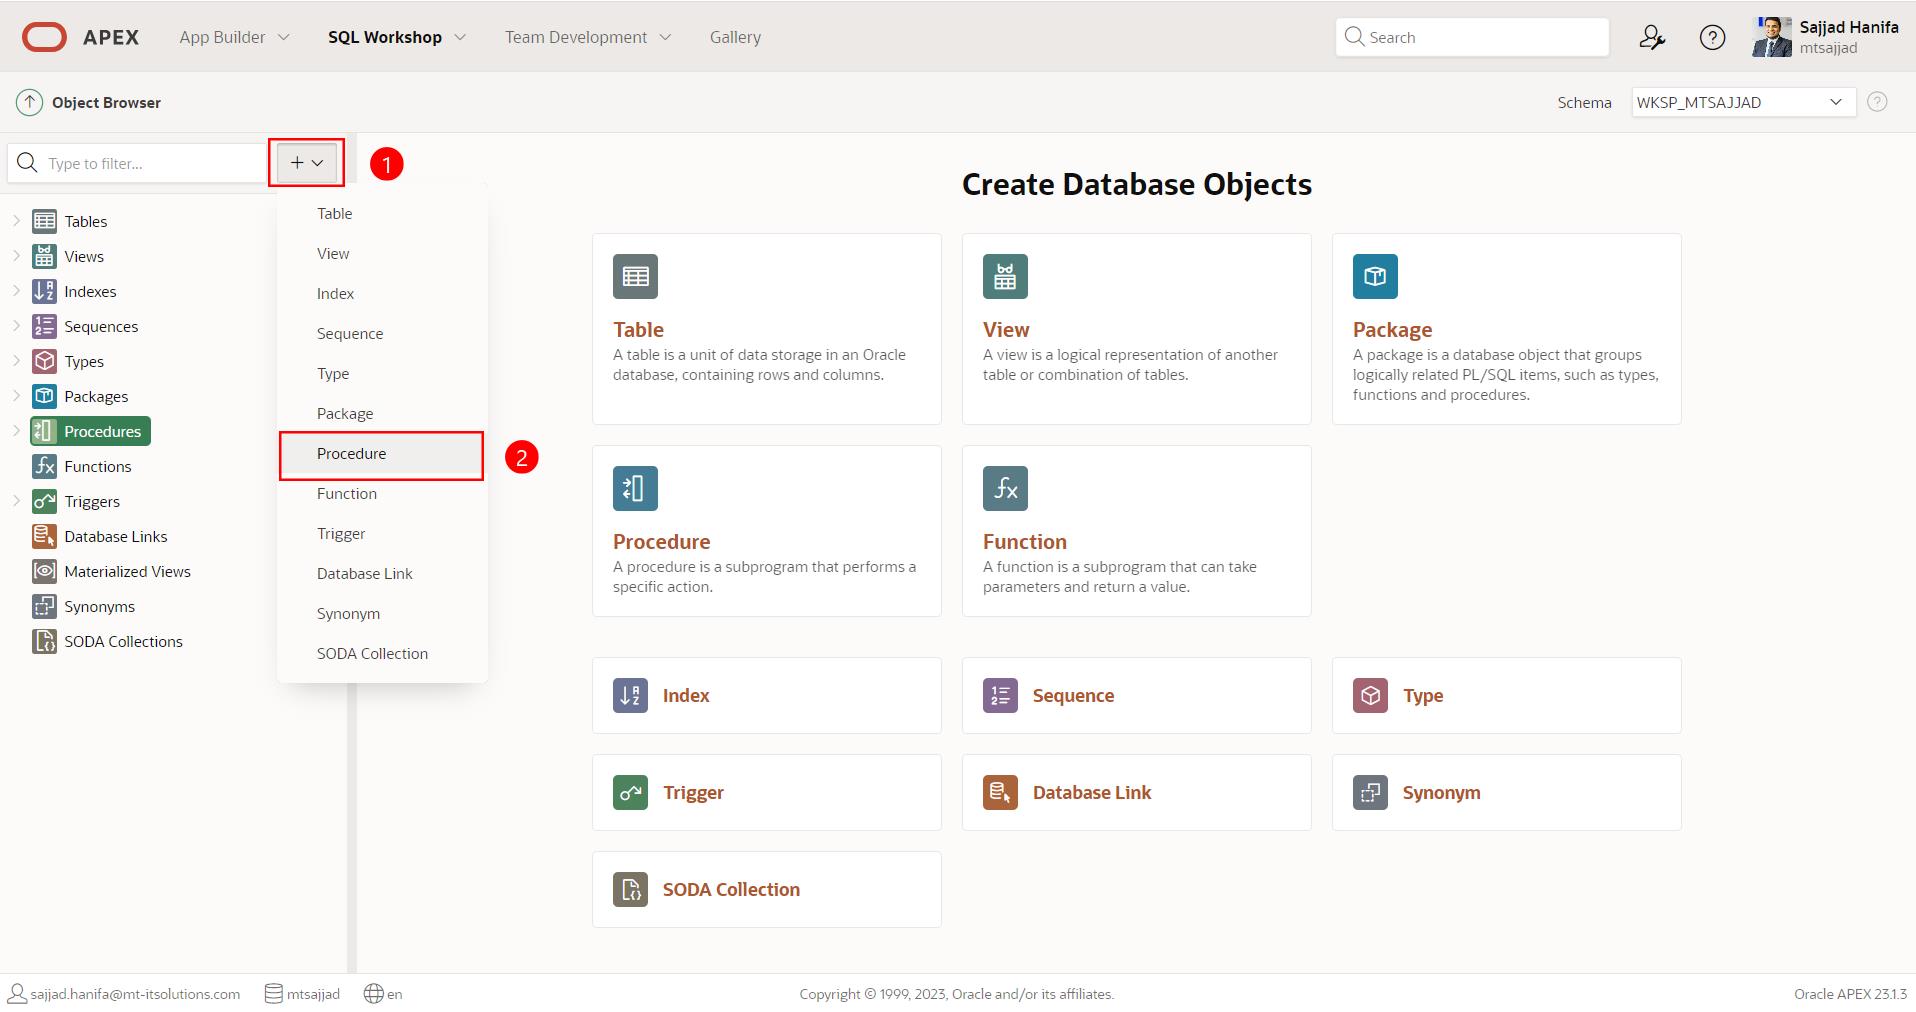 APEX
App Builder
SQL Workshop
Team Development
Gallery
Search
Sajjad Hanifa
mtsajjad
Object Browser
Schema
WKSP_MTSAJJAD
Type to filter...
1
Tables
Views
Indexes
Sequences
Types
Packages
Procedures
Functions
Triggers
Database Links
Materialized Views
Synonyms
SODA Collections
Table
View
Index
Sequence
Type
Package
Procedure
2
Function
Trigger
Database Link
Synonym
SODA Collection
Create Database Objects
Table
A table is a unit of data storage in an Oracle
database, containing rows and columns.
View
A view is a logical representation of another
table or combination of tables.
Package
A package is a database object that groups
logically related PL/SQL items, such as types,
functions and procedures.
Procedure
A procedure is a subprogram that performs a
specific action.
Function
A function is a subprogram that can take
parameters and return a value.
Index
Sequence
Type
Trigger
Database Link
Synonym
SODA Collection
sajjad.hanifa@mt-itsolutions.com
mtsajjad
en
Copyright © 1999, 2023, Oracle and/or its affiliates.
Oracle APEX 23.1.3